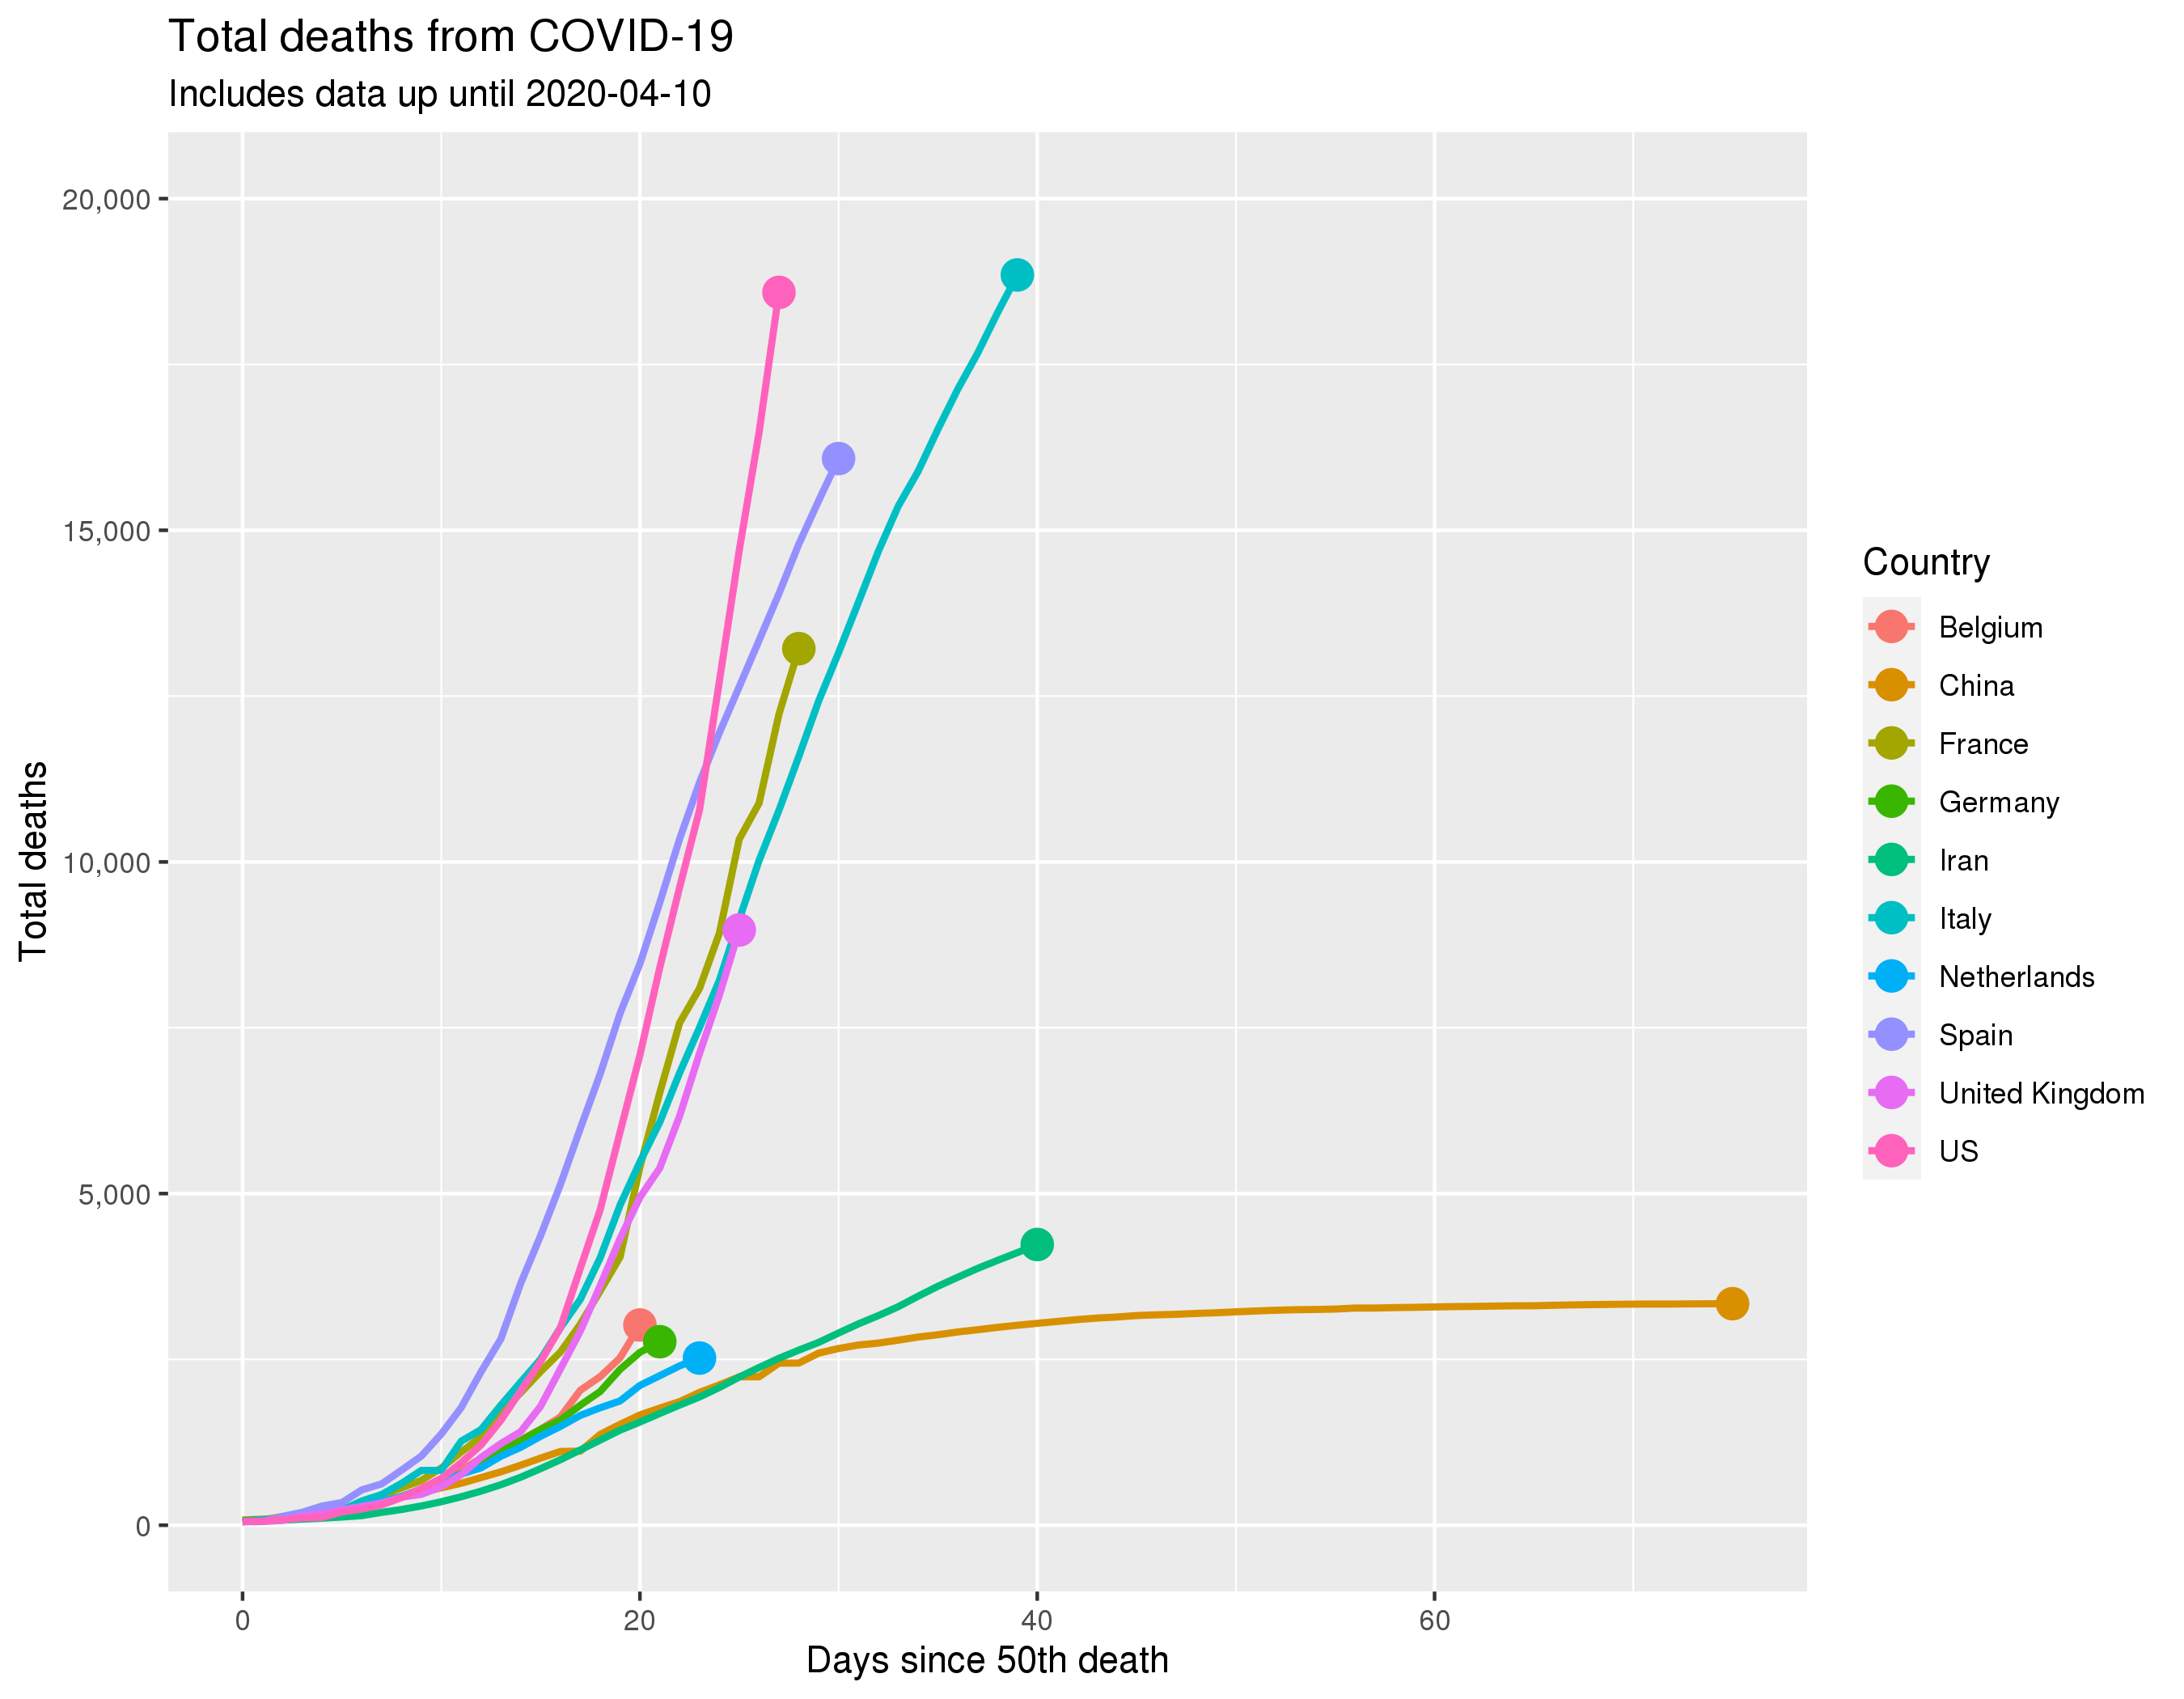 Total deaths from COVID-19
Includes data up until 2020-04-10
Total deaths
20,000
15,000
10,000
5,000
0
0
20
40
60
Days since 50th death
Country
Belgium
China
France
Germany
Iran
Italy
Netherlands
Spain
United Kingdom
US